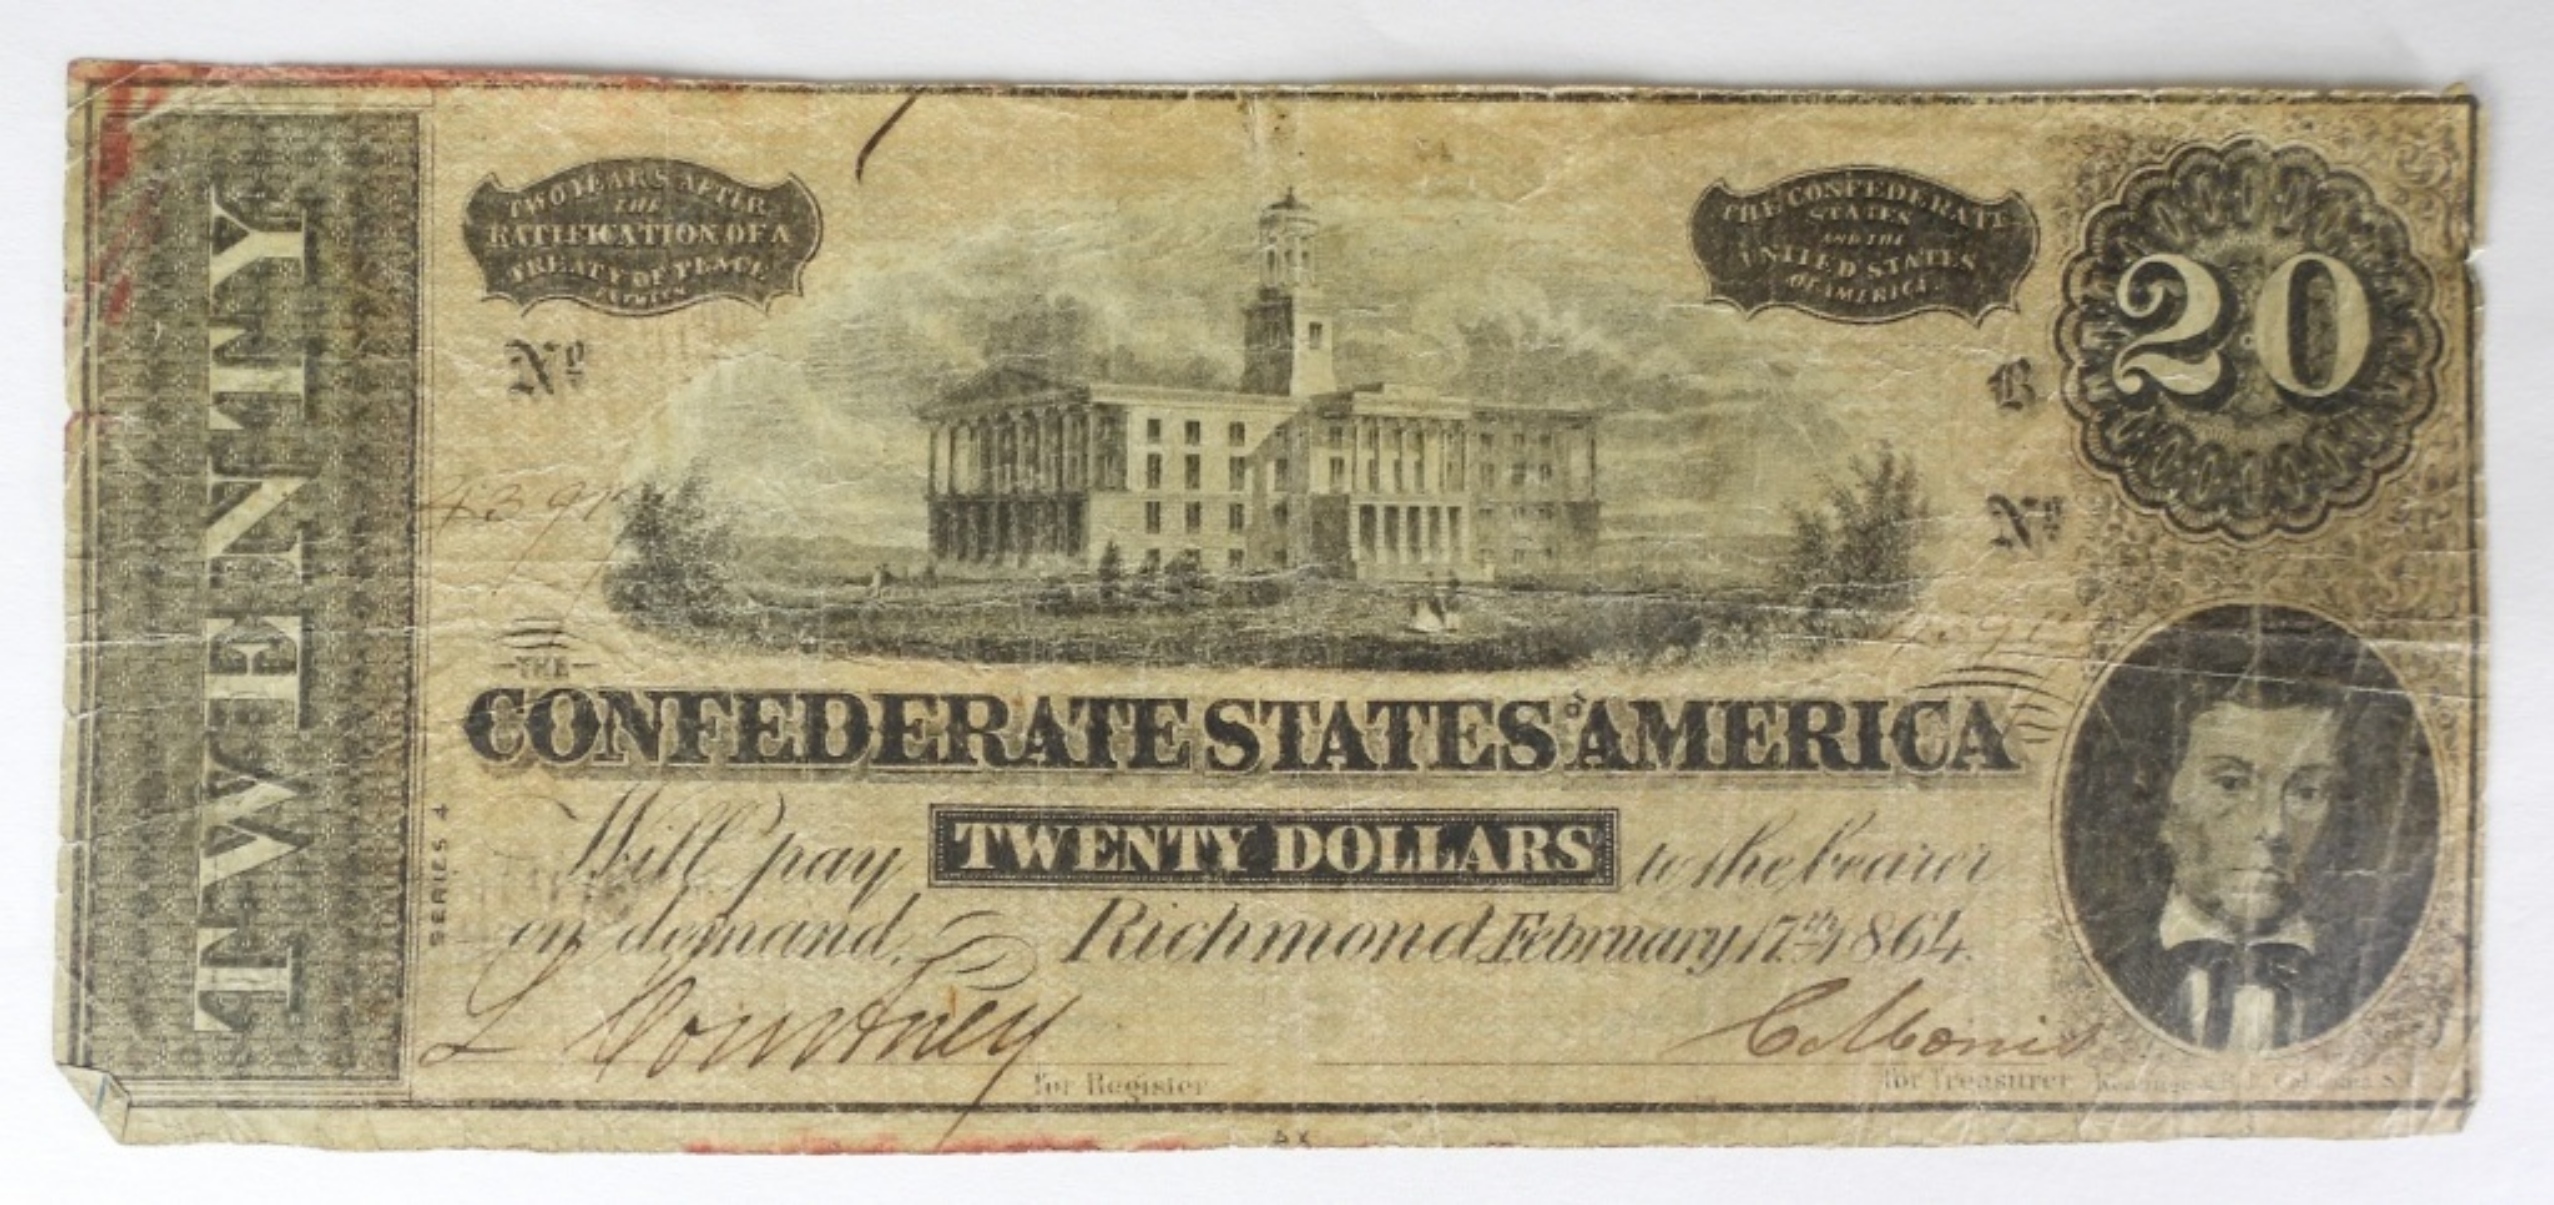 TWENTY
TWO YEARS AFTER
THE
RATIFICATION OF A
TREATY OF PEACE
BETWEEN
THE CONFEDERATE
STATES
AND THE
UNITED STATES
OF AMERICA.
20
Nº
B
Nº
THE
CONFEDERATE STATES OF AMERICA
SERIES 4
Will pay TWENTY DOLLARS to the bearer
on demand. Richmond February 17th 1864.
L Courtney
For Register
for Treasurer